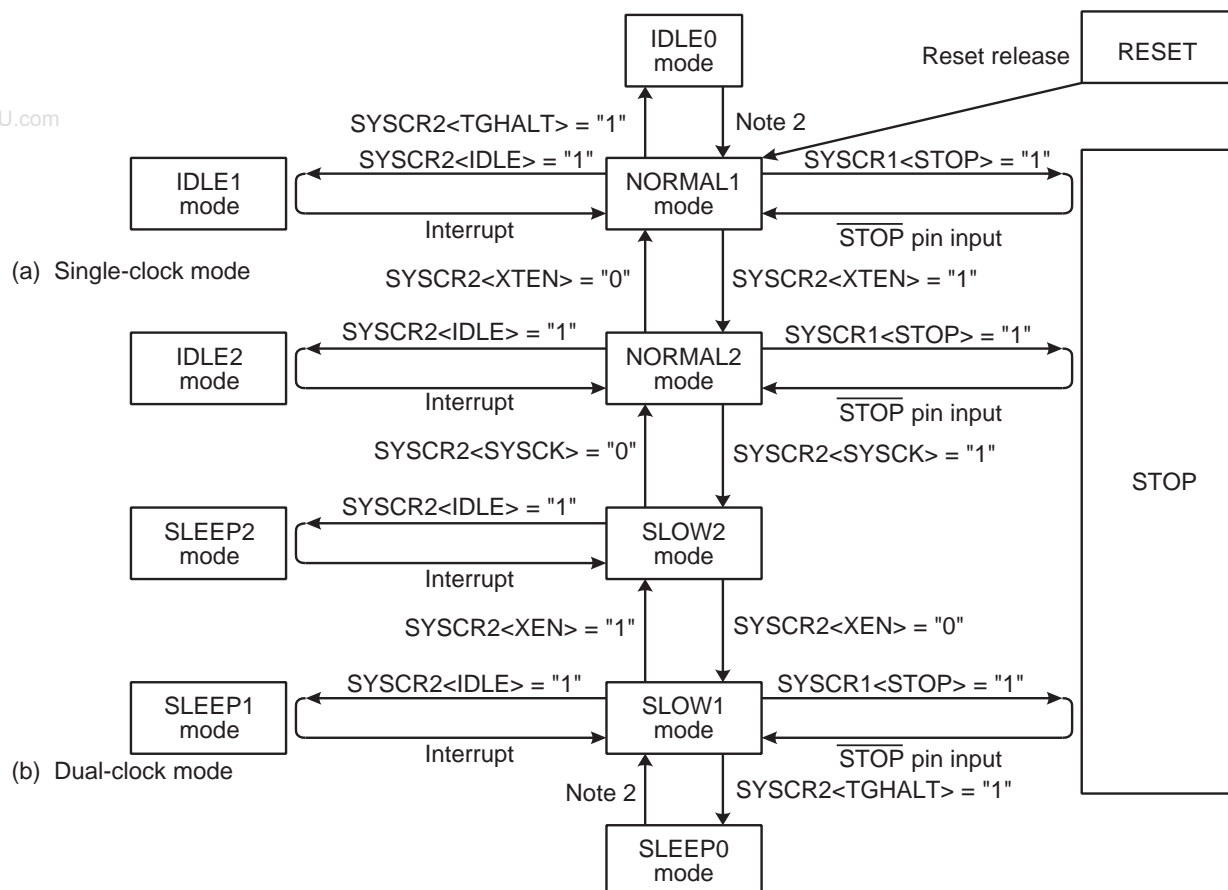 IDLE0
mode
Reset release
RESET
U.com
SYSCR2<TGHALT> = "1"
Note 2
SYSCR2<IDLE> = "1"
SYSCR1<STOP> = "1"
IDLE1
mode
NORMAL1
mode
Interrupt
STOP pin input
(a) Single-clock mode
SYSCR2<XTEN> = "0"
SYSCR2<XTEN> = "1"
SYSCR2<IDLE> = "1"
SYSCR1<STOP> = "1"
IDLE2
mode
NORMAL2
mode
Interrupt
STOP pin input
SYSCR2<SYSCK> = "0"
SYSCR2<SYSCK> = "1"
STOP
SYSCR2<IDLE> = "1"
SLEEP2
mode
SLOW2
mode
Interrupt
SYSCR2<XEN> = "1"
SYSCR2<XEN> = "0"
SYSCR2<IDLE> = "1"
SYSCR1<STOP> = "1"
SLEEP1
mode
SLOW1
mode
Interrupt
STOP pin input
(b) Dual-clock mode
Note 2
SYSCR2<TGHALT> = "1"
SLEEP0
mode